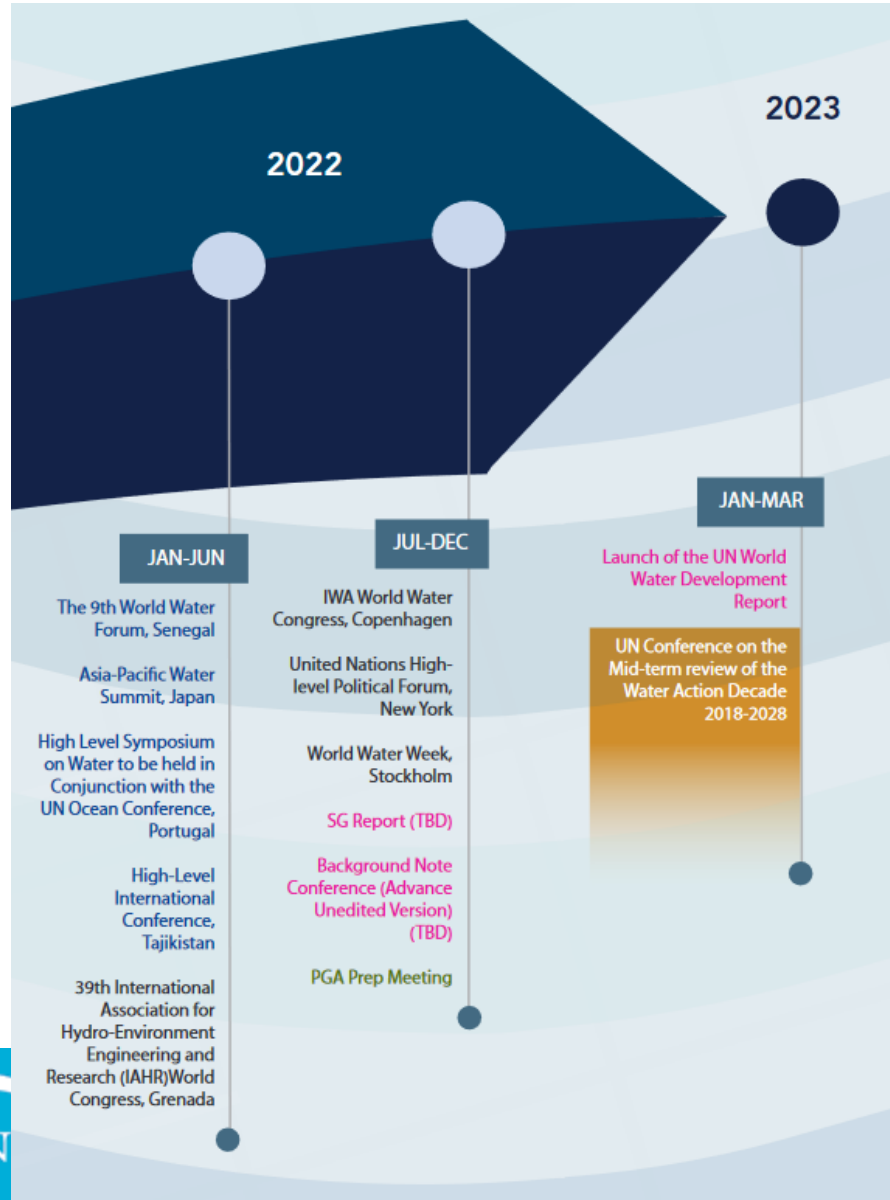 2022
2023
JAN-JUN
The 9th World Water
Forum, Senegal
Asia-Pacific Water
Summit, Japan
High Level Symposium
on Water to be held in
Conjunction with the
UN Ocean Conference,
Portugal
High-Level
International
Conference,
Tajikistan
39th International
Association for
Hydro-Environment
Engineering and
Research (IAHR)World
Congress, Grenada
JUL-DEC
IWA World Water
Congress, Copenhagen
United Nations High-
level Political Forum,
New York
World Water Week,
Stockholm
SG Report (TBD)
Background Note
Conference (Advance
Unedited Version)
(TBD)
PGA Prep Meeting
JAN-MAR
Launch of the UN World
Water Development
Report
UN Conference on the
Mid-term review of the
Water Action Decade
2018-2028